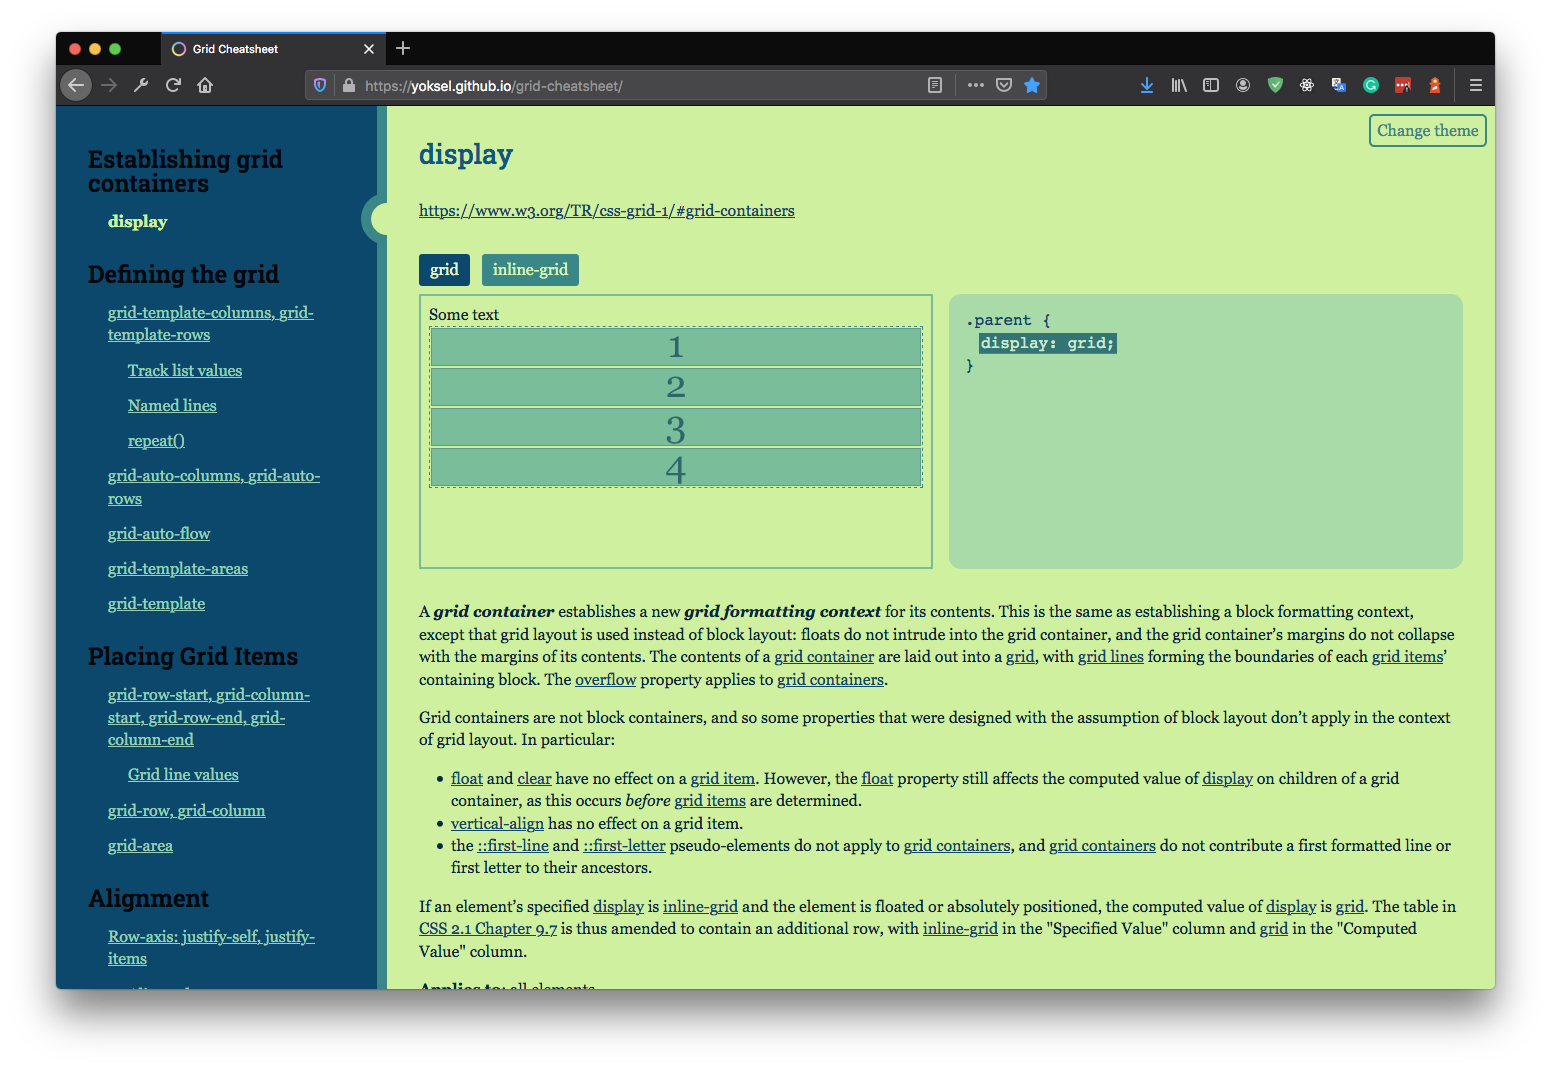 Grid Cheatsheet
https://yoksel.github.io/grid-cheatsheet/
Establishing grid
containers
display
Defining the grid
grid-template-columns, grid-
template-rows
Track list values
Named lines
repeat()
grid-auto-columns, grid-auto-
rows
grid-auto-flow
grid-template-areas
grid-template
Placing Grid Items
grid-row-start, grid-column-
start, grid-row-end, grid-
column-end
Grid line values
grid-row, grid-column
grid-area
Alignment
Row-axis: justify-self, justify-
items
Change theme
display
https://www.w3.org/TR/css-grid-1/#grid-containers
grid inline-grid
Some text
1
2
3
4
.parent {
display: grid;
}
A grid container establishes a new grid formatting context for its contents. This is the same as establishing a block formatting context,
except that grid layout is used instead of block layout: floats do not intrude into the grid container, and the grid container’s margins do not collapse
with the margins of its contents. The contents of a grid container are laid out into a grid, with grid lines forming the boundaries of each grid items’
containing block. The overflow property applies to grid containers.
Grid containers are not block containers, and so some properties that were designed with the assumption of block layout don’t apply in the context
of grid layout. In particular:
• float and clear have no effect on a grid item. However, the float property still affects the computed value of display on children of a grid
container, as this occurs before grid items are determined.
• vertical-align has no effect on a grid item.
• the ::first-line and ::first-letter pseudo-elements do not apply to grid containers, and grid containers do not contribute a first formatted line or
first letter to their ancestors.
If an element’s specified display is inline-grid and the element is floated or absolutely positioned, the computed value of display is grid. The table in
CSS 2.1 Chapter 9.7 is thus amended to contain an additional row, with inline-grid in the "Specified Value" column and grid in the "Computed
Value" column.
Applies to: all elements